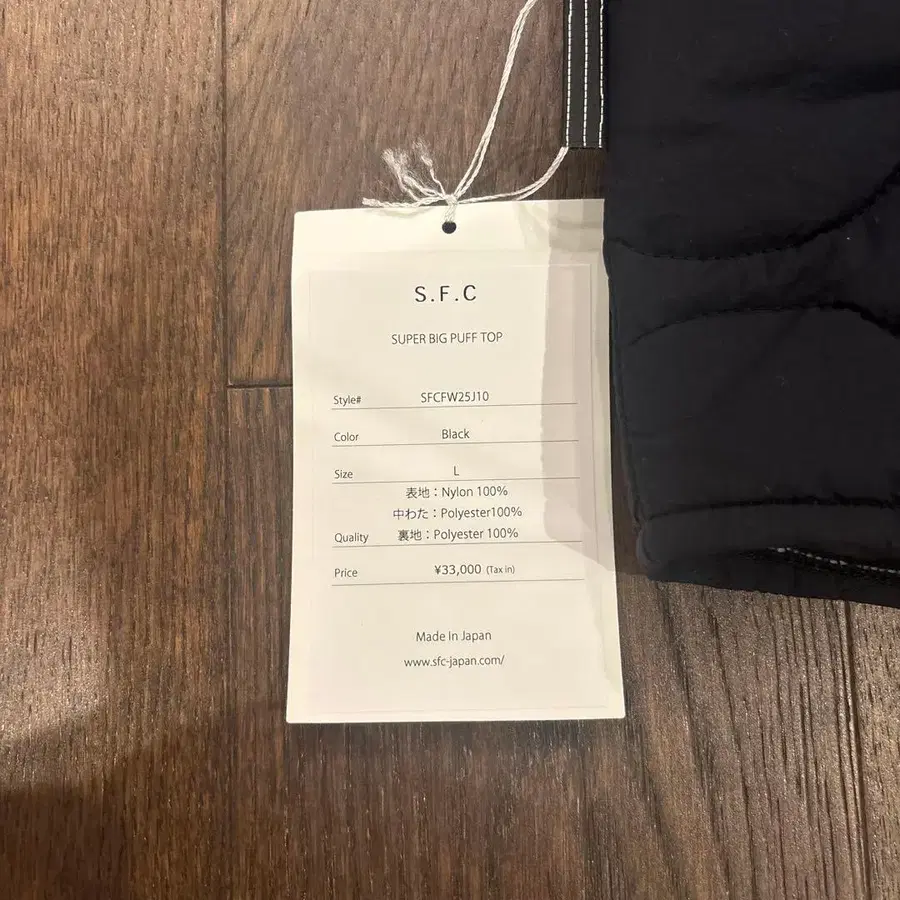 S.F.C
SUPER BIG PUFF TOP
Style# SFCFW25J10
Color Black
Size L
表地：Nylon 100%
中わた：Polyester100%
Quality 裏地：Polyester 100%
Price ¥33,000 (Tax in)
Made In Japan
www.sfc-japan.com/